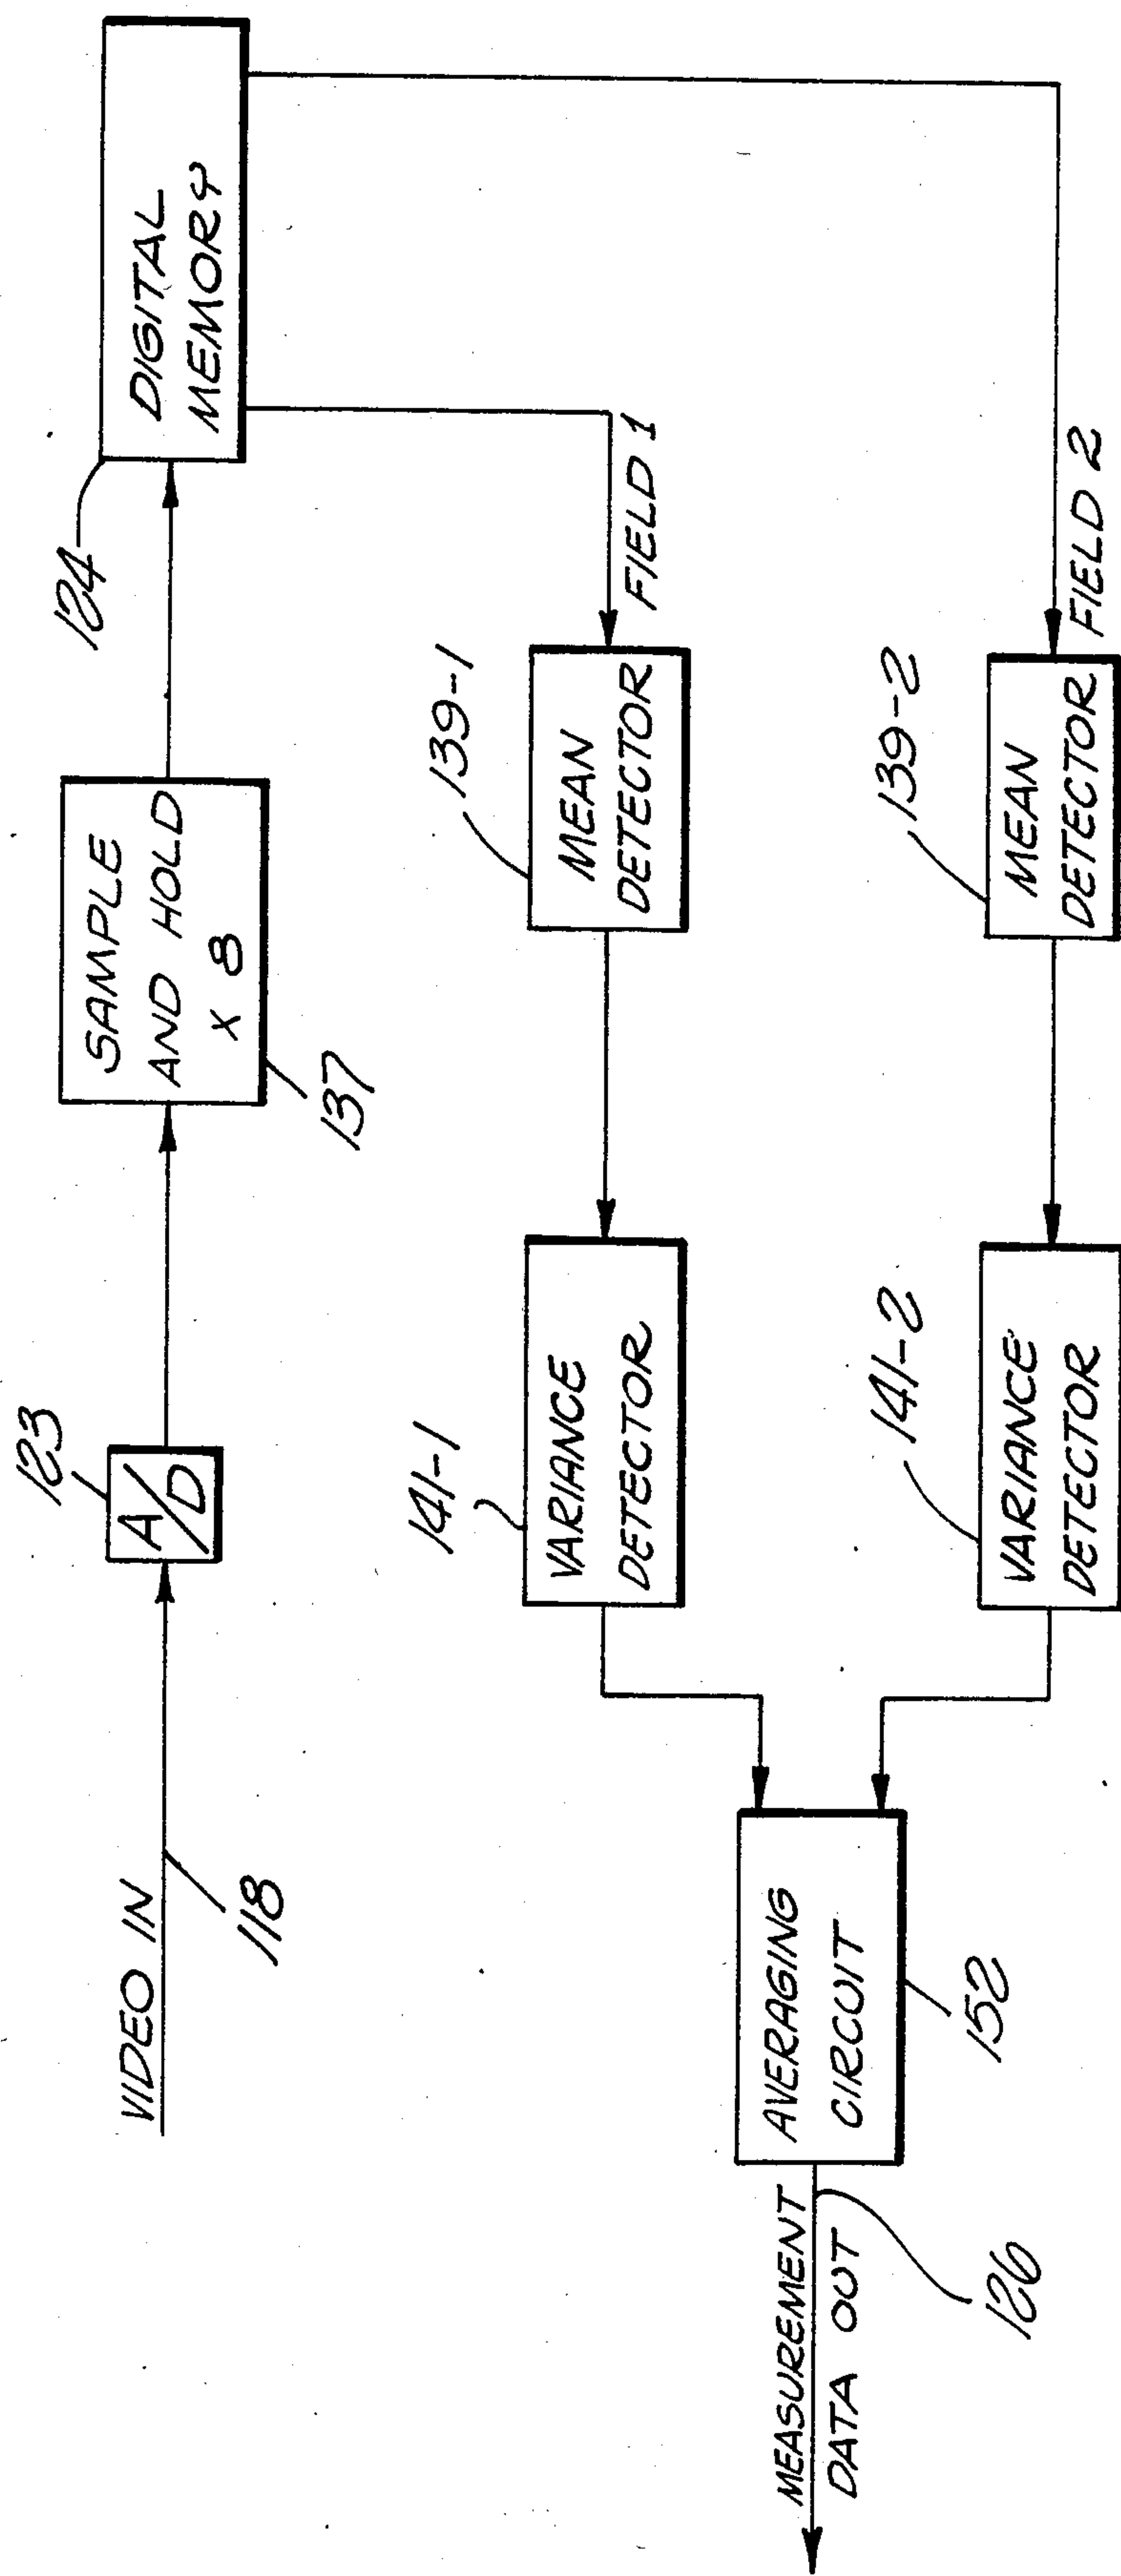 VIDEO IN
118
123
A/D
SAMPLE
AND HOLD
X 8
137
124
DIGITAL
MEMORY
FIELD 1
139-1
MEAN
DETECTOR
141-1
VARIANCE
DETECTOR
FIELD 2
139-2
MEAN
DETECTOR
141-2
VARIANCE
DETECTOR
AVERAGING
CIRCUIT
152
MEASUREMENT
DATA OUT
126